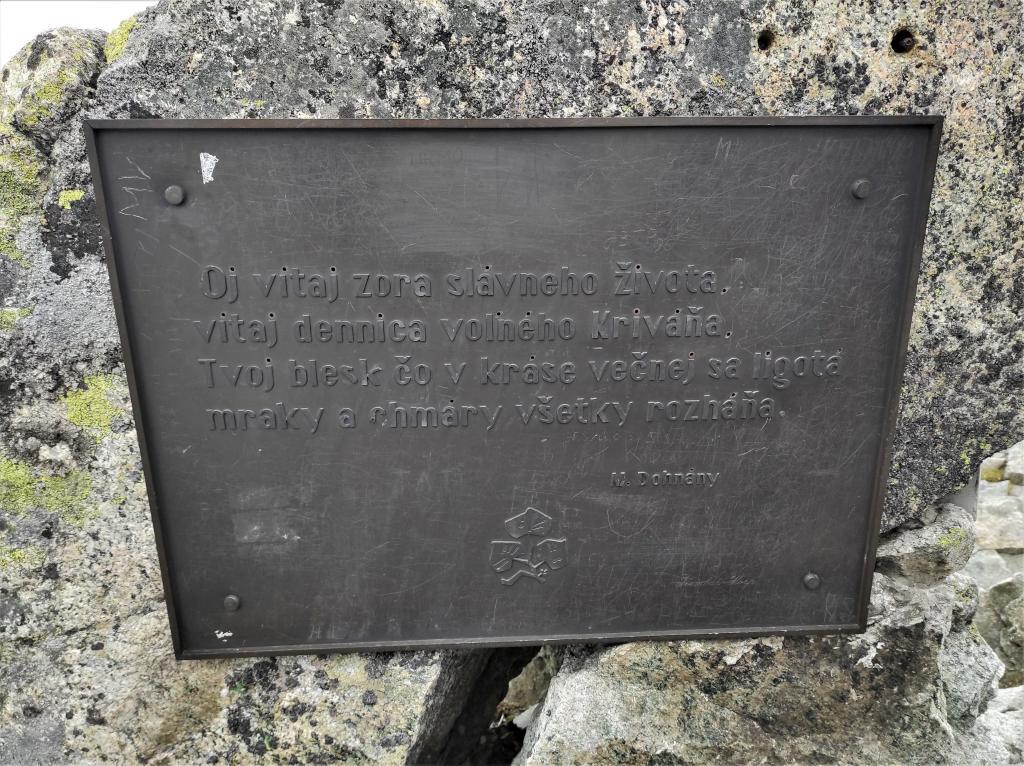 Oj vitaj zora slávneho života,
vitaj dennica voľného Kriváňa,
Tvoj blesk čo v kráse večnej sa ligotá
mraky a chmáry všetky rozháňa.
M. Dohnány